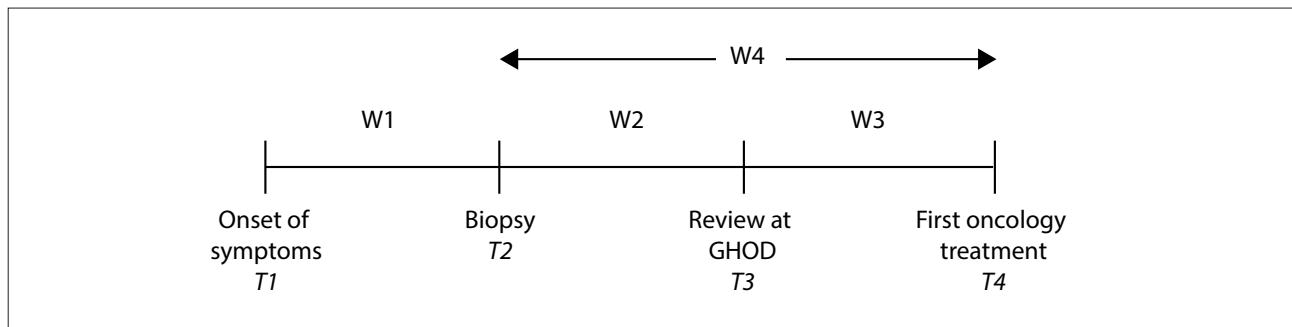 W4
W1 W2 W3
Onset of
symptoms
T1
Biopsy
T2
Review at
GHOD
T3
First oncology
treatment
T4